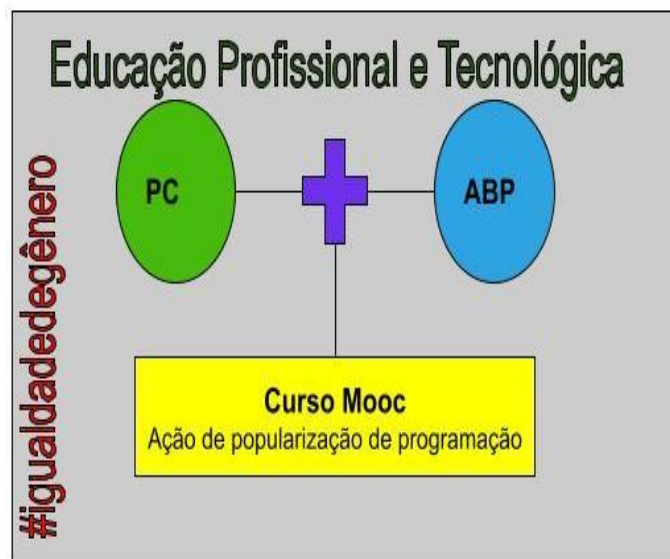 Educação Profissional e Tecnológica
#igualdadedegênero
PC
ABP
Curso Mooc
Ação de popularização de programação